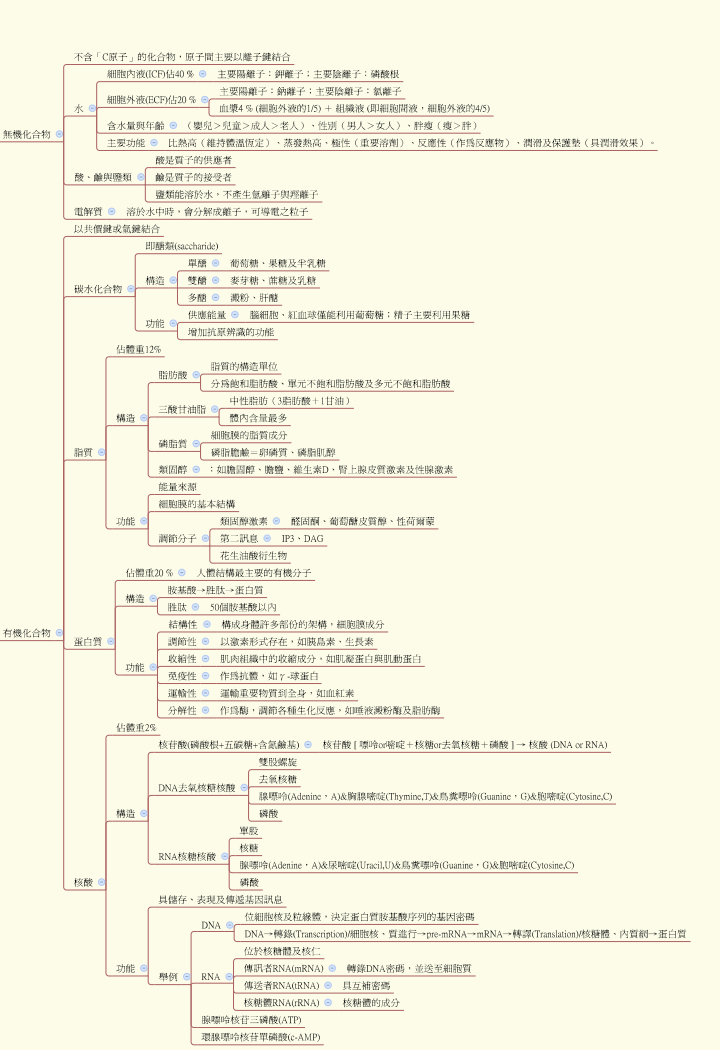 不含「C原子」的化合物，原子間主要以離子鍵結合
細胞內液(ICF)佔40 % 主要陽離子：鉀離子；主要陰離子：磷酸根
主要陽離子：鈉離子；主要陰離子：氯離子
細胞外液(ECF)佔20 %
水
血漿4 % (細胞外液的1/5) ＋ 組織液 (即細胞間液，細胞外液的4/5)
含水量與年齡 （嬰兒＞兒童＞成人＞老人）、性別（男人＞女人）、胖瘦（瘦＞胖）
無機化合物
主要功能 比熱高（維持體溫恆定）、蒸發熱高、極性（重要溶劑）、反應性（作為反應物）、潤滑及保護墊（具潤滑效果）。
酸是質子的供應者
酸、鹼與鹽類 鹼是質子的接受者
鹽類能溶於水，不產生氫離子與羥離子
電解質 溶於水中時，會分解成離子，可導電之粒子
以共價鍵或氫鍵結合
即醣類(saccharide)
單醣 葡萄糖、果糖及半乳糖
構造 雙醣 麥芽糖、蔗糖及乳糖
碳水化合物
多醣 澱粉、肝醣
供應能量 腦細胞、紅血球僅能利用葡萄糖；精子主要利用果糖
功能
增加抗原辨識的功能
佔體重12%
脂質的構造單位
脂肪酸
分為飽和脂肪酸、單元不飽和脂肪酸及多元不飽和脂肪酸
中性脂肪（3脂肪酸＋1甘油）
三酸甘油脂
構造
體內含量最多
細胞膜的脂質成分
磷脂質
脂質
磷脂膽鹼＝卵磷質、磷脂肌醇
類固醇 ：如膽固醇、膽鹽、維生素D、腎上腺皮質激素及性腺激素
能量來源
細胞膜的基本結構
功能
類固醇激素 醛固酮、葡萄醣皮質醇、性荷爾蒙
調節分子 第二訊息 IP3、DAG
花生油酸衍生物
佔體重20 % 人體結構最主要的有機分子
胺基酸→胜肽→蛋白質
構造
胜肽 50個胺基酸以內
結構性 構成身體許多部份的架構，細胞膜成分
有機化合物
蛋白質
調節性 以激素形式存在，如胰島素、生長素
收縮性 肌肉組織中的收縮成分，如肌凝蛋白與肌動蛋白
功能
免疫性 作為抗體，如γ-球蛋白
運輸性 運輸重要物質到全身，如血紅素
分解性 作為酶，調節各種生化反應，如唾液澱粉酶及脂肪酶
佔體重2%
核苷酸(磷酸根+五碳糖+含氮鹼基) 核苷酸 [ 嘌呤or嘧啶＋核糖or去氧核糖＋磷酸 ] → 核酸 (DNA or RNA)
雙股螺旋
去氧核糖
DNA去氧核糖核酸
腺嘌呤(Adenine，A)&胸腺嘧啶(Thymine,T)&鳥糞嘌呤(Guanine，G)&胞嘧啶(Cytosine,C)
構造
磷酸
單股
核糖
RNA核糖核酸
腺嘌呤(Adenine，A)&尿嘧啶(Uracil,U)&鳥糞嘌呤(Guanine，G)&胞嘧啶(Cytosine,C)
核酸
磷酸
具儲存、表現及傳遞基因訊息
位細胞核及粒線體，決定蛋白質胺基酸序列的基因密碼
DNA
DNA→轉錄(Transcription)/細胞核、質進行→pre-mRNA→mRNA→轉譯(Translation)/核糖體、內質網→蛋白質
位於核糖體及核仁
功能
傳訊者RNA(mRNA) 轉錄DNA密碼，並送至細胞質
舉例 RNA
傳送者RNA(tRNA) 具互補密碼
核糖體RNA(rRNA) 核糖體的成分
腺嘌呤核苷三磷酸(ATP)
環腺嘌呤核苷單磷酸(c-AMP)